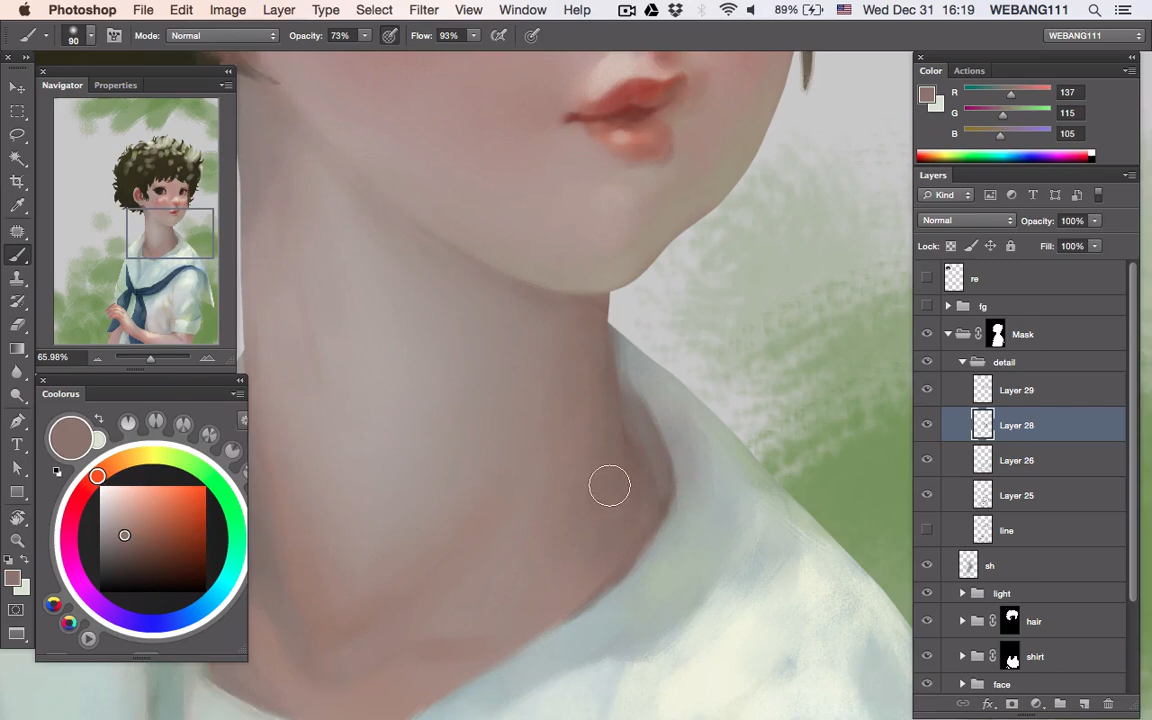 Photoshop File Edit Image Layer Type Select Filter View Window Help 89% Wed Dec 31 16:19 WEBANG111
90 Mode: Normal Opacity: 73% Flow: 93% WEBANG111
Navigator Properties
65.98%
Coolorus
Color Actions
R 137
G 115
B 105
Layers
Kind
Normal Opacity: 100%
Lock: Fill: 100%
re
fg
Mask
detail
Layer 29
Layer 28
Layer 26
Layer 25
line
sh
light
hair
shirt
face